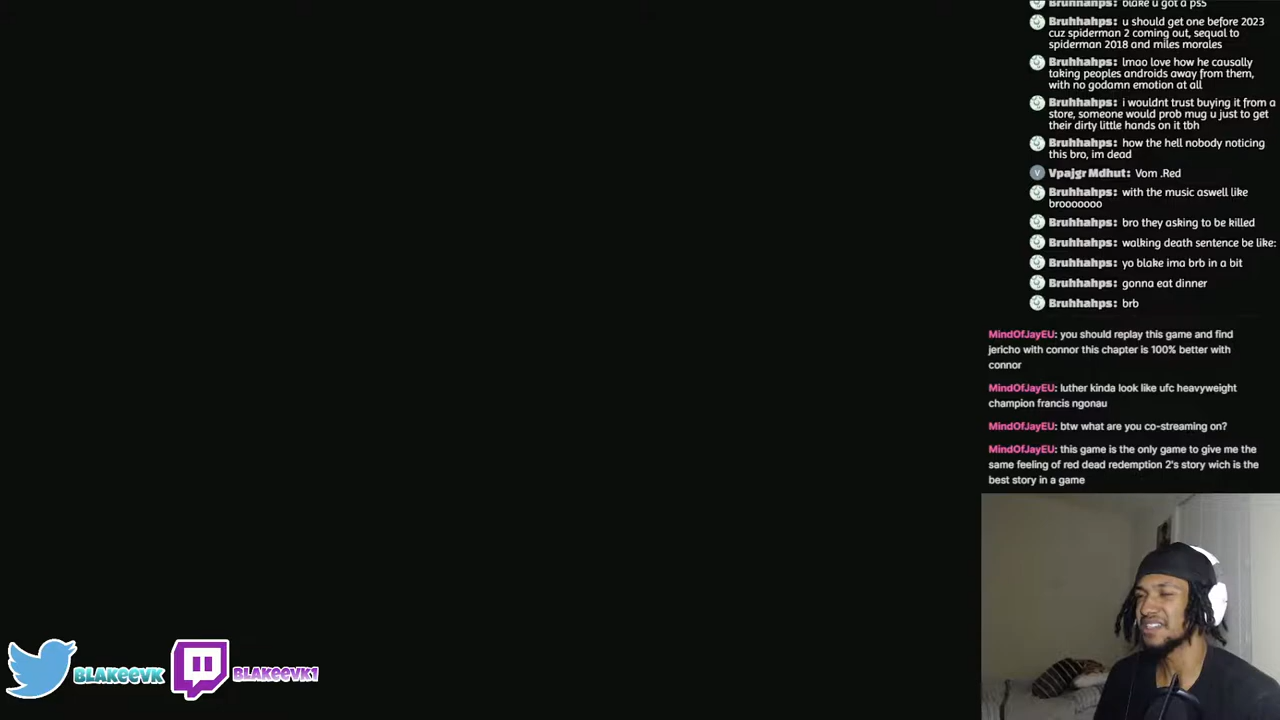 Bruhhahps: blake u got a ps5
Bruhhahps: u should get one before 2023
cuz spiderman 2 coming out, sequal to
spiderman 2018 and miles morales
Bruhhahps: lmao love how he causally
taking peoples androids away from them,
with no godamn emotion at all
Bruhhahps: i wouldnt trust buying it from a
store, someone would prob mug u just to get
their dirty little hands on it tbh
Bruhhahps: how the hell nobody noticing
this bro, im dead
V Vpajgr Mdhut: Vom .Red
Bruhhahps: with the music aswell like
brooooooo
Bruhhahps: bro they asking to be killed
Bruhhahps: walking death sentence be like:
Bruhhahps: yo blake ima brb in a bit
Bruhhahps: gonna eat dinner
Bruhhahps: brb
MindOfJayEU: you should replay this game and find
jericho with connor this chapter is 100% better with
connor
MindOfJayEU: luther kinda look like ufc heavyweight
champion francis ngonau
MindOfJayEU: btw what are you co-streaming on?
MindOfJayEU: this game is the only game to give me the
same feeling of red dead redemption 2's story wich is the
best story in a game
BLAKEEVK BLAKEEVK1